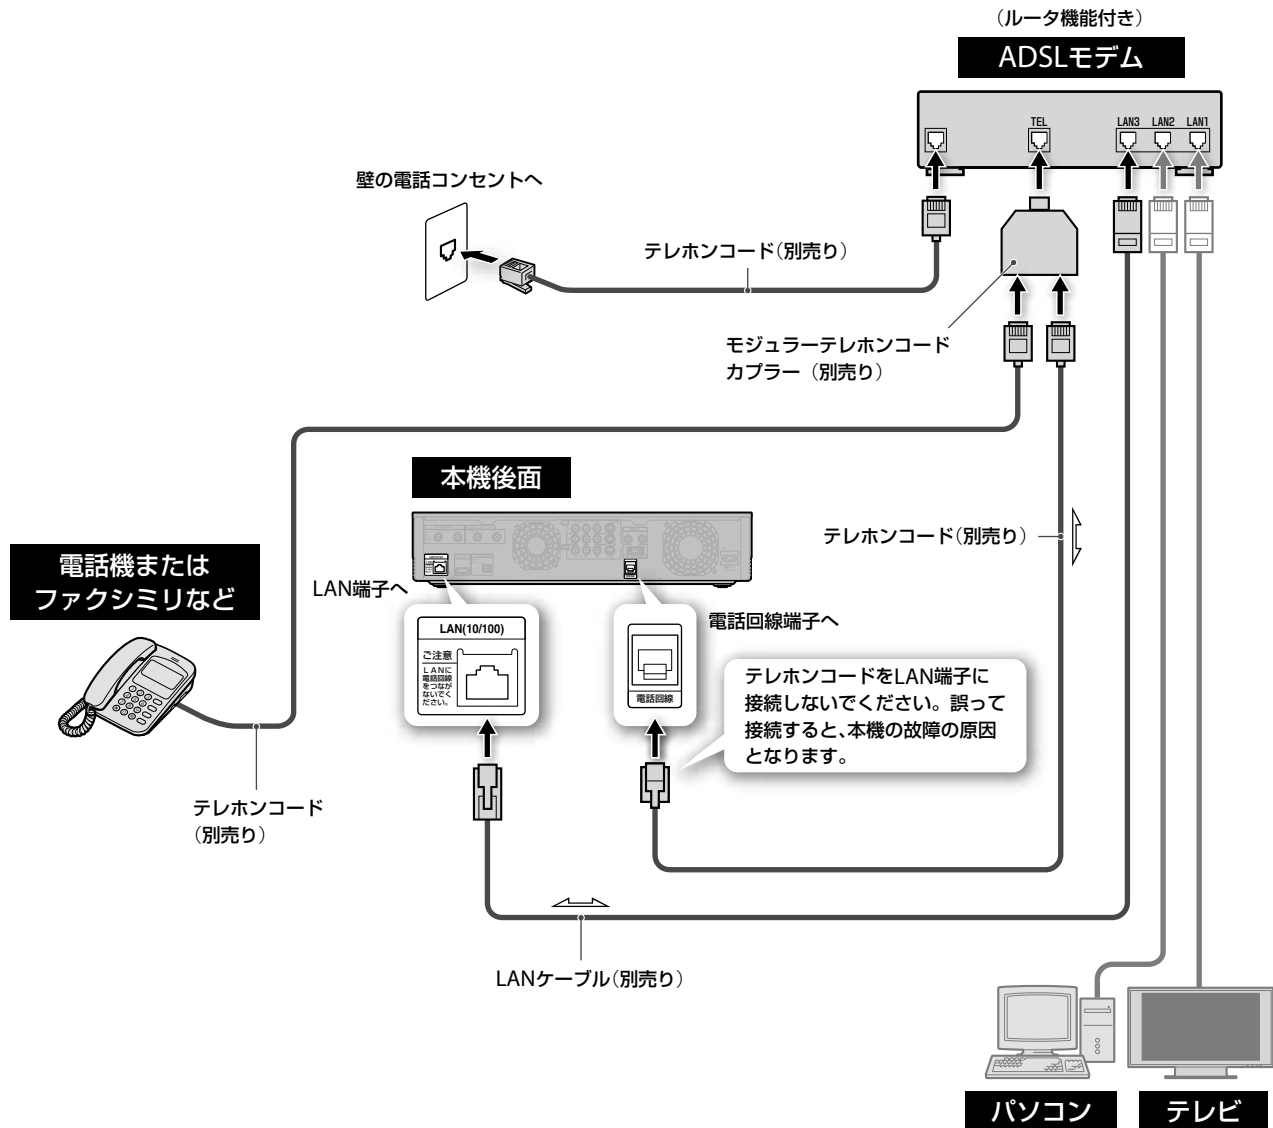 （ルータ機能付き）
ADSLモデム
TEL
LAN3 LAN2 LAN1
壁の電話コンセントへ
テレホンコード（別売り）
モジュラーテレホンコード
カプラー（別売り）
本機後面
テレホンコード（別売り）
電話機または
ファクシミリなど
LAN端子へ
電話回線端子へ
LAN(10/100)
ご注意
LANに
電話回線
をつなが
ないでく
ださい。
電話回線
テレホンコードをLAN端子に
接続しないでください。誤って
接続すると、本機の故障の原因
となります。
テレホンコード
（別売り）
LANケーブル（別売り）
パソコン
テレビ